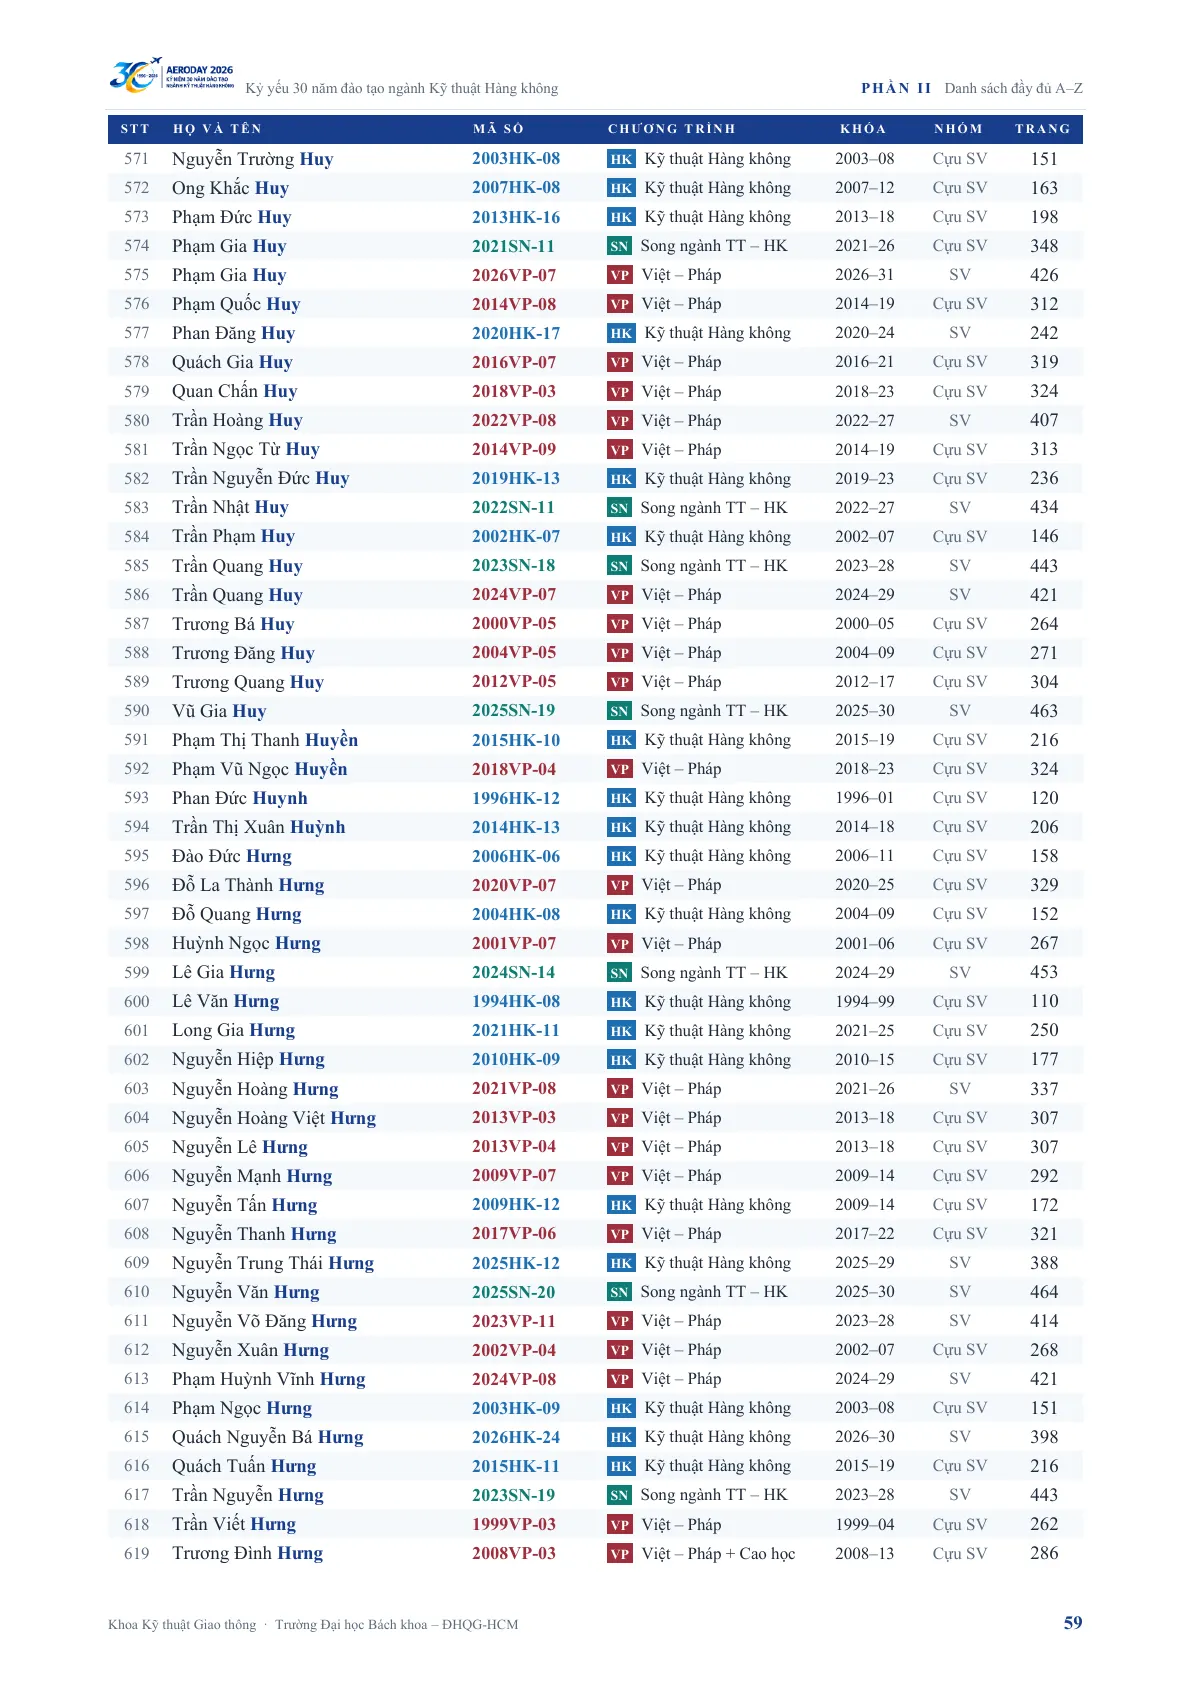 30
1996 - 2026
AERODAY 2026
KỶ NIỆM 30 NĂM ĐÀO TẠO
NGÀNH KỸ THUẬT HÀNG KHÔNG
Kỷ yếu 30 năm đào tạo ngành Kỹ thuật Hàng không PHẦN II Danh sách đầy đủ A–Z
STT HỌ VÀ TÊN MÃ SỐ CHƯƠNG TRÌNH KHÓA NHÓM TRANG
571 Nguyễn Trường Huy 2003HK-08 HK Kỹ thuật Hàng không 2003–08 Cựu SV 151
572 Ong Khắc Huy 2007HK-08 HK Kỹ thuật Hàng không 2007–12 Cựu SV 163
573 Phạm Đức Huy 2013HK-16 HK Kỹ thuật Hàng không 2013–18 Cựu SV 198
574 Phạm Gia Huy 2021SN-11 SN Song ngành TT – HK 2021–26 Cựu SV 348
575 Phạm Gia Huy 2026VP-07 VP Việt – Pháp 2026–31 SV 426
576 Phạm Quốc Huy 2014VP-08 VP Việt – Pháp 2014–19 Cựu SV 312
577 Phan Đăng Huy 2020HK-17 HK Kỹ thuật Hàng không 2020–24 SV 242
578 Quách Gia Huy 2016VP-07 VP Việt – Pháp 2016–21 Cựu SV 319
579 Quan Chấn Huy 2018VP-03 VP Việt – Pháp 2018–23 Cựu SV 324
580 Trần Hoàng Huy 2022VP-08 VP Việt – Pháp 2022–27 SV 407
581 Trần Ngọc Từ Huy 2014VP-09 VP Việt – Pháp 2014–19 Cựu SV 313
582 Trần Nguyễn Đức Huy 2019HK-13 HK Kỹ thuật Hàng không 2019–23 Cựu SV 236
583 Trần Nhật Huy 2022SN-11 SN Song ngành TT – HK 2022–27 SV 434
584 Trần Phạm Huy 2002HK-07 HK Kỹ thuật Hàng không 2002–07 Cựu SV 146
585 Trần Quang Huy 2023SN-18 SN Song ngành TT – HK 2023–28 SV 443
586 Trần Quang Huy 2024VP-07 VP Việt – Pháp 2024–29 SV 421
587 Trương Bá Huy 2000VP-05 VP Việt – Pháp 2000–05 Cựu SV 264
588 Trương Đăng Huy 2004VP-05 VP Việt – Pháp 2004–09 Cựu SV 271
589 Trương Quang Huy 2012VP-05 VP Việt – Pháp 2012–17 Cựu SV 304
590 Vũ Gia Huy 2025SN-19 SN Song ngành TT – HK 2025–30 SV 463
591 Phạm Thị Thanh Huyền 2015HK-10 HK Kỹ thuật Hàng không 2015–19 Cựu SV 216
592 Phạm Vũ Ngọc Huyền 2018VP-04 VP Việt – Pháp 2018–23 Cựu SV 324
593 Phan Đức Huynh 1996HK-12 HK Kỹ thuật Hàng không 1996–01 Cựu SV 120
594 Trần Thị Xuân Huỳnh 2014HK-13 HK Kỹ thuật Hàng không 2014–18 Cựu SV 206
595 Đào Đức Hưng 2006HK-06 HK Kỹ thuật Hàng không 2006–11 Cựu SV 158
596 Đỗ La Thành Hưng 2020VP-07 VP Việt – Pháp 2020–25 Cựu SV 329
597 Đỗ Quang Hưng 2004HK-08 HK Kỹ thuật Hàng không 2004–09 Cựu SV 152
598 Huỳnh Ngọc Hưng 2001VP-07 VP Việt – Pháp 2001–06 Cựu SV 267
599 Lê Gia Hưng 2024SN-14 SN Song ngành TT – HK 2024–29 SV 453
600 Lê Văn Hưng 1994HK-08 HK Kỹ thuật Hàng không 1994–99 Cựu SV 110
601 Long Gia Hưng 2021HK-11 HK Kỹ thuật Hàng không 2021–25 Cựu SV 250
602 Nguyễn Hiệp Hưng 2010HK-09 HK Kỹ thuật Hàng không 2010–15 Cựu SV 177
603 Nguyễn Hoàng Hưng 2021VP-08 VP Việt – Pháp 2021–26 SV 337
604 Nguyễn Hoàng Việt Hưng 2013VP-03 VP Việt – Pháp 2013–18 Cựu SV 307
605 Nguyễn Lê Hưng 2013VP-04 VP Việt – Pháp 2013–18 Cựu SV 307
606 Nguyễn Mạnh Hưng 2009VP-07 VP Việt – Pháp 2009–14 Cựu SV 292
607 Nguyễn Tấn Hưng 2009HK-12 HK Kỹ thuật Hàng không 2009–14 Cựu SV 172
608 Nguyễn Thanh Hưng 2017VP-06 VP Việt – Pháp 2017–22 Cựu SV 321
609 Nguyễn Trung Thái Hưng 2025HK-12 HK Kỹ thuật Hàng không 2025–29 SV 388
610 Nguyễn Văn Hưng 2025SN-20 SN Song ngành TT – HK 2025–30 SV 464
611 Nguyễn Võ Đăng Hưng 2023VP-11 VP Việt – Pháp 2023–28 SV 414
612 Nguyễn Xuân Hưng 2002VP-04 VP Việt – Pháp 2002–07 Cựu SV 268
613 Phạm Huỳnh Vĩnh Hưng 2024VP-08 VP Việt – Pháp 2024–29 SV 421
614 Phạm Ngọc Hưng 2003HK-09 HK Kỹ thuật Hàng không 2003–08 Cựu SV 151
615 Quách Nguyễn Bá Hưng 2026HK-24 HK Kỹ thuật Hàng không 2026–30 SV 398
616 Quách Tuấn Hưng 2015HK-11 HK Kỹ thuật Hàng không 2015–19 Cựu SV 216
617 Trần Nguyễn Hưng 2023SN-19 SN Song ngành TT – HK 2023–28 SV 443
618 Trần Viết Hưng 1999VP-03 VP Việt – Pháp 1999–04 Cựu SV 262
619 Trương Đình Hưng 2008VP-03 VP Việt – Pháp + Cao học 2008–13 Cựu SV 286
Khoa Kỹ thuật Giao thông · Trường Đại học Bách khoa – ĐHQG-HCM 59